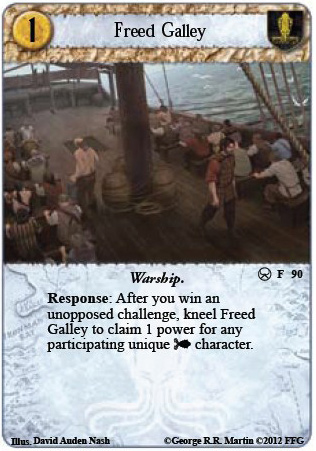 1
Freed Galley
Warship.
F 90
Response: After you win an
unopposed challenge, kneel Freed
Galley to claim 1 power for any
participating unique character.
Illus. David Auden Nash
©George R.R. Martin ©2012 FFG